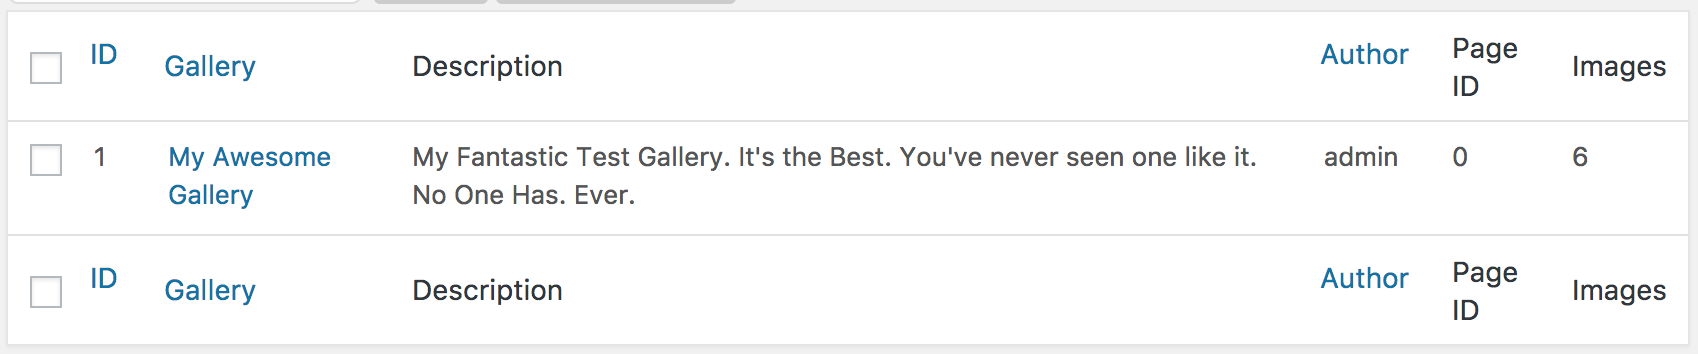 ID Gallery Description Author Page ID Images
1 My Awesome Gallery My Fantastic Test Gallery. It's the Best. You've never seen one like it. No One Has. Ever. admin 0 6
ID Gallery Description Author Page ID Images